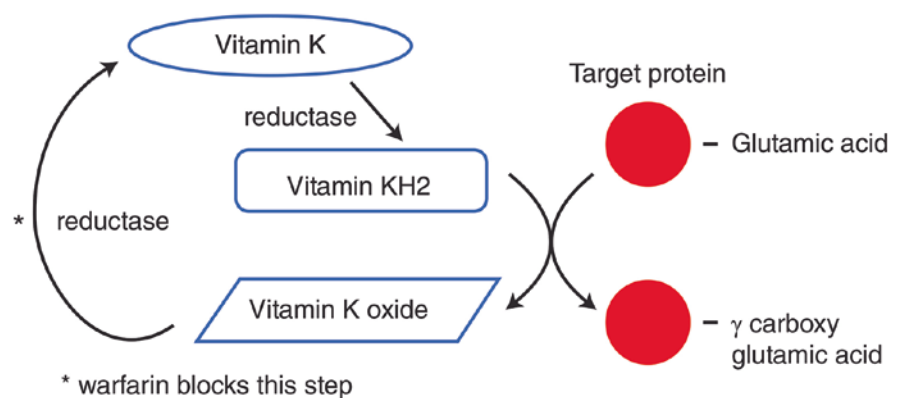 Vitamin K
Target protein
reductase
Glutamic acid
Vitamin KH2
* reductase
Vitamin K oxide
γ carboxy
glutamic acid
* warfarin blocks this step